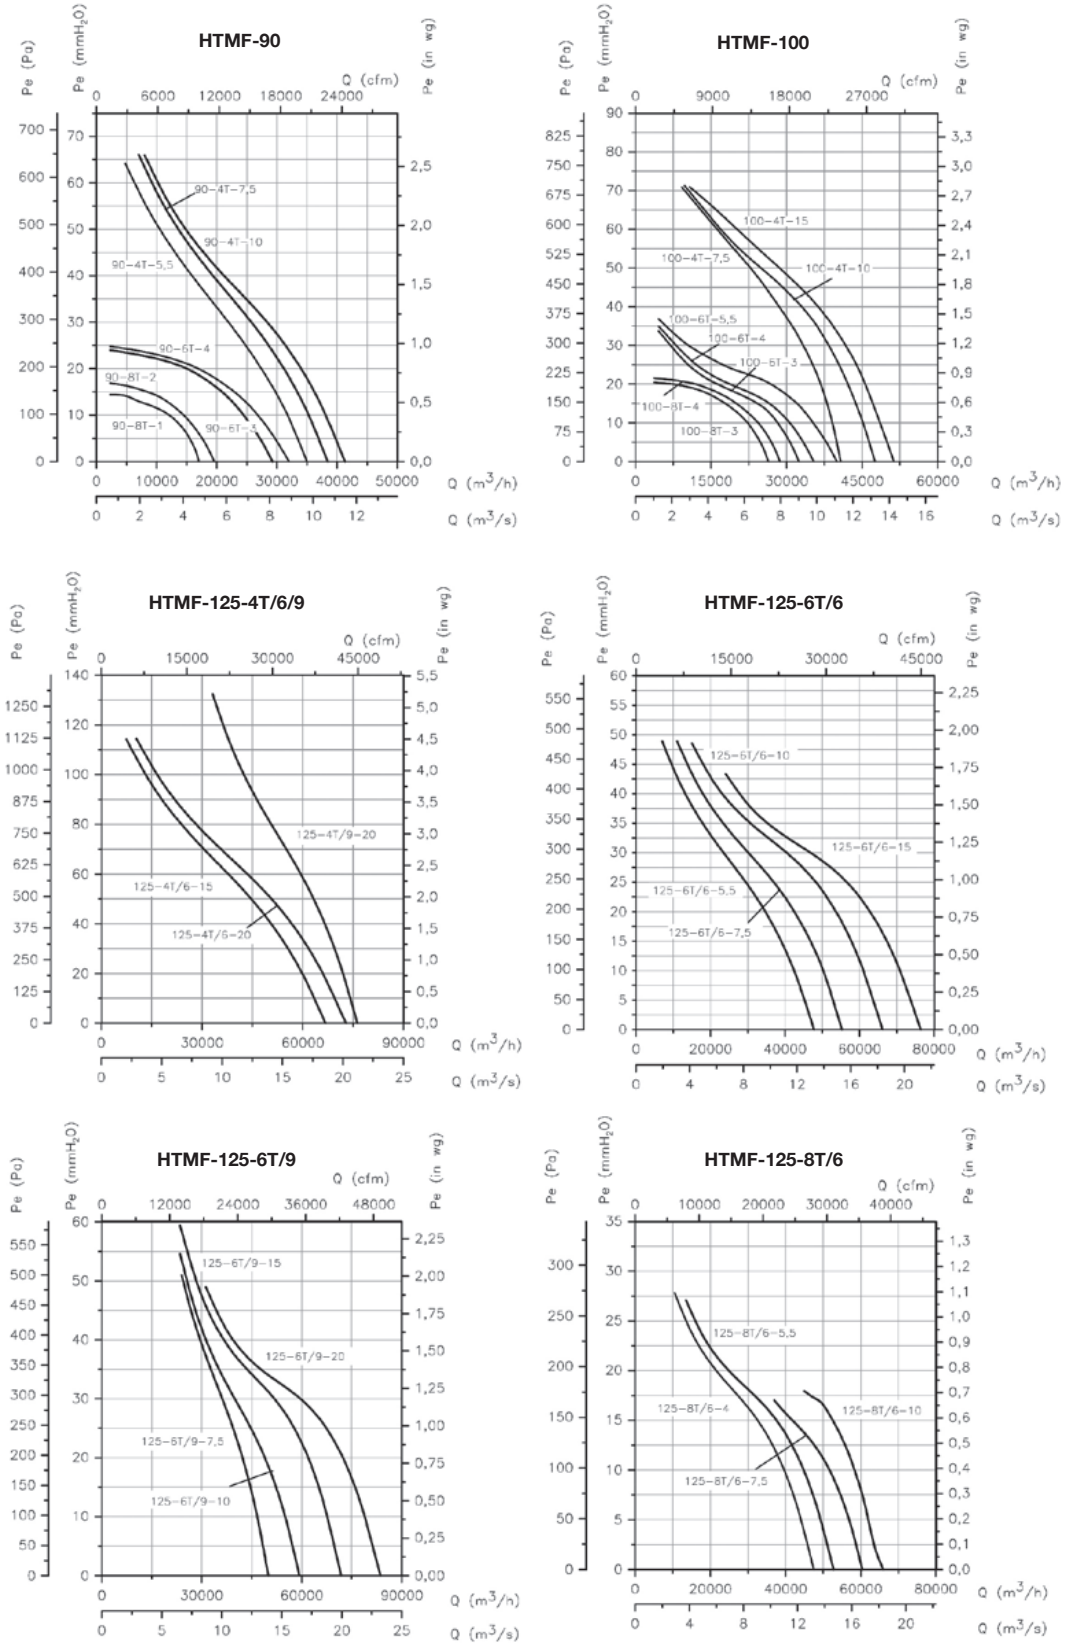 HTMF-90
Pe (Pa)
Pe (mmH2O)
Q (cfm)
Pe (in wg)
0 6000 12000 18000 24000
700 600 500 400 300 200 100 0
70 60 50 40 30 20 10 0
2,5 2,0 1,5 1,0 0,5 0,0
90-4T-7,5
90-4T-10
90-4T-5,5
90-6T-4
90-8T-2
90-8T-1
90-6T-3
0 10000 20000 30000 40000 50000 Q (m3/h)
0 2 4 6 8 10 12 Q (m3/s)
HTMF-100
Pe (Pa)
Pe (mmH2O)
Q (cfm)
Pe (in wg)
0 9000 18000 27000
825 750 675 600 525 450 375 300 225 150 75 0
90 80 70 60 50 40 30 20 10 0
3,3 3,0 2,7 2,4 2,1 1,8 1,5 1,2 0,9 0,6 0,3 0,0
100-4T-15
100-4T-7,5
100-4T-10
100-6T-5,5
100-6T-4
100-6T-3
100-8T-4
100-8T-3
0 15000 30000 45000 60000 Q (m3/h)
0 2 4 6 8 10 12 14 16 Q (m3/s)
HTMF-125-4T/6/9
Pe (Pa)
Pe (mmH2O)
Q (cfm)
Pe (in wg)
0 15000 30000 45000
1250 1125 1000 875 750 625 500 375 250 125 0
140 120 100 80 60 40 20 0
5,5 5,0 4,5 4,0 3,5 3,0 2,5 2,0 1,5 1,0 0,5 0,0
125-4T/9-20
125-4T/6-15
125-4T/6-20
0 30000 60000 90000 Q (m3/h)
0 5 10 15 20 25 Q (m3/s)
HTMF-125-6T/6
Pe (Pa)
Pe (mmH2O)
Q (cfm)
Pe (in wg)
0 15000 30000 45000
550 500 450 400 350 300 250 200 150 100 50 0
60 55 50 45 40 35 30 25 20 15 10 5 0
2,25 2,00 1,75 1,50 1,25 1,00 0,75 0,50 0,25 0,00
125-6T/6-10
125-6T/6-15
125-6T/6-5,5
125-6T/6-7,5
0 20000 40000 60000 80000 Q (m3/h)
0 4 8 12 16 20 Q (m3/s)
HTMF-125-6T/9
Pe (Pa)
Pe (mmH2O)
Q (cfm)
Pe (in wg)
0 12000 24000 36000 48000
550 500 450 400 350 300 250 200 150 100 50 0
60 50 40 30 20 10 0
2,25 2,00 1,75 1,50 1,25 1,00 0,75 0,50 0,25 0,00
125-6T/9-15
125-6T/9-20
125-6T/9-7,5
125-6T/9-10
0 30000 60000 90000 Q (m3/h)
0 5 10 15 20 25 Q (m3/s)
HTMF-125-8T/6
Pe (Pa)
Pe (mmH2O)
Q (cfm)
Pe (in wg)
0 10000 20000 30000 40000
300 250 200 150 100 50 0
35 30 25 20 15 10 5 0
1,3 1,2 1,1 1,0 0,9 0,8 0,7 0,6 0,5 0,4 0,3 0,2 0,1 0,0
125-8T/6-5,5
125-8T/6-4
125-8T/6-10
125-8T/6-7,5
0 20000 40000 60000 80000 Q (m3/h)
0 4 8 12 16 20 Q (m3/s)